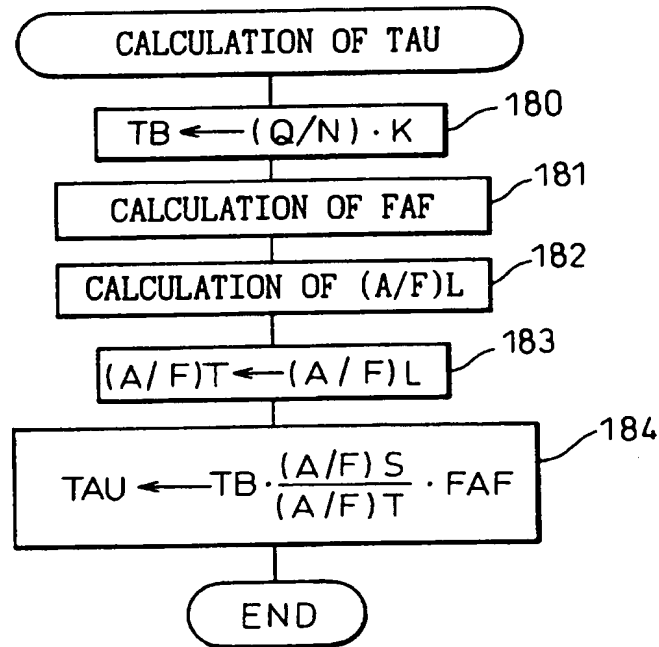 CALCULATION OF TAU
180
TB ← (Q/N) · K
181
CALCULATION OF FAF
182
CALCULATION OF (A/F)L
183
(A/F)T ← (A/F)L
184
TAU ← TB · (A/F)S / (A/F)T · FAF
END